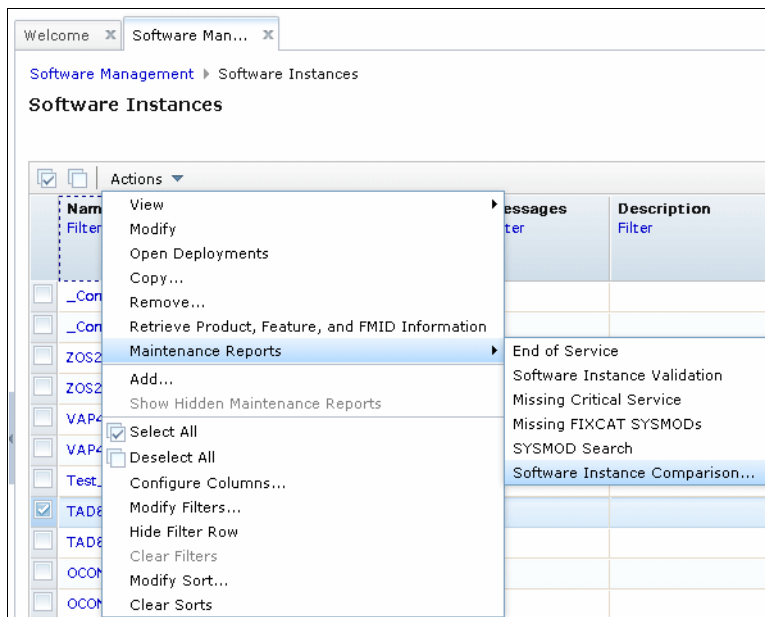 Welcome
Software Man...
Software Management Software Instances
Software Instances
Actions
View
Modify
Open Deployments
Copy...
Remove...
Retrieve Product, Feature, and FMID Information
Maintenance Reports
Add...
Show Hidden Maintenance Reports
Select All
Deselect All
Configure Columns...
Modify Filters...
Hide Filter Row
Clear Filters
Modify Sort...
Clear Sorts
End of Service
Software Instance Validation
Missing Critical Service
Missing FIXCAT SYSMODs
SYSMOD Search
Software Instance Comparison...
Nam
Filter
essages
ter
Description
Filter
_Con
_Con
ZOS2
ZOS2
VAP4
VAP4
Test_
TAD8
TAD8
OCON
OCON